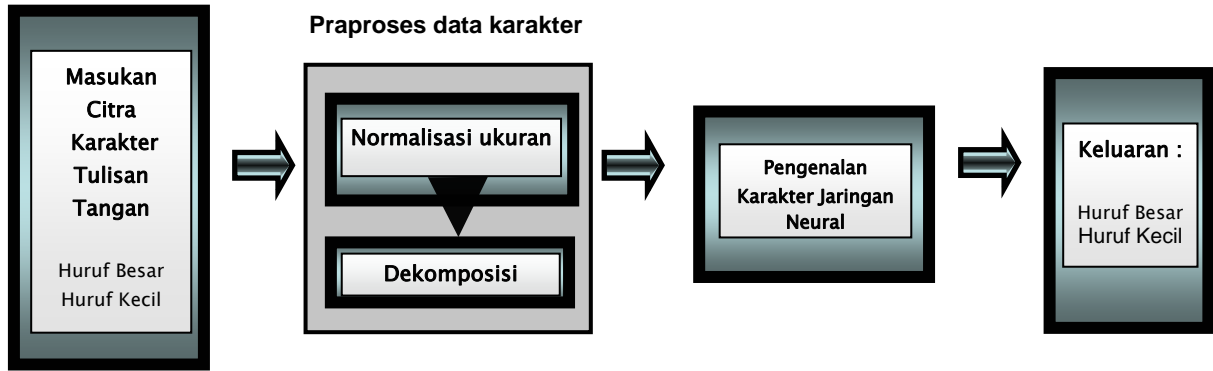 Praproses data karakter
Masukan
Citra
Karakter
Tulisan
Tangan
Huruf Besar
Huruf Kecil
Normalisasi ukuran
Dekomposisi
Pengenalan
Karakter Jaringan
Neural
Keluaran :
Huruf Besar
Huruf Kecil